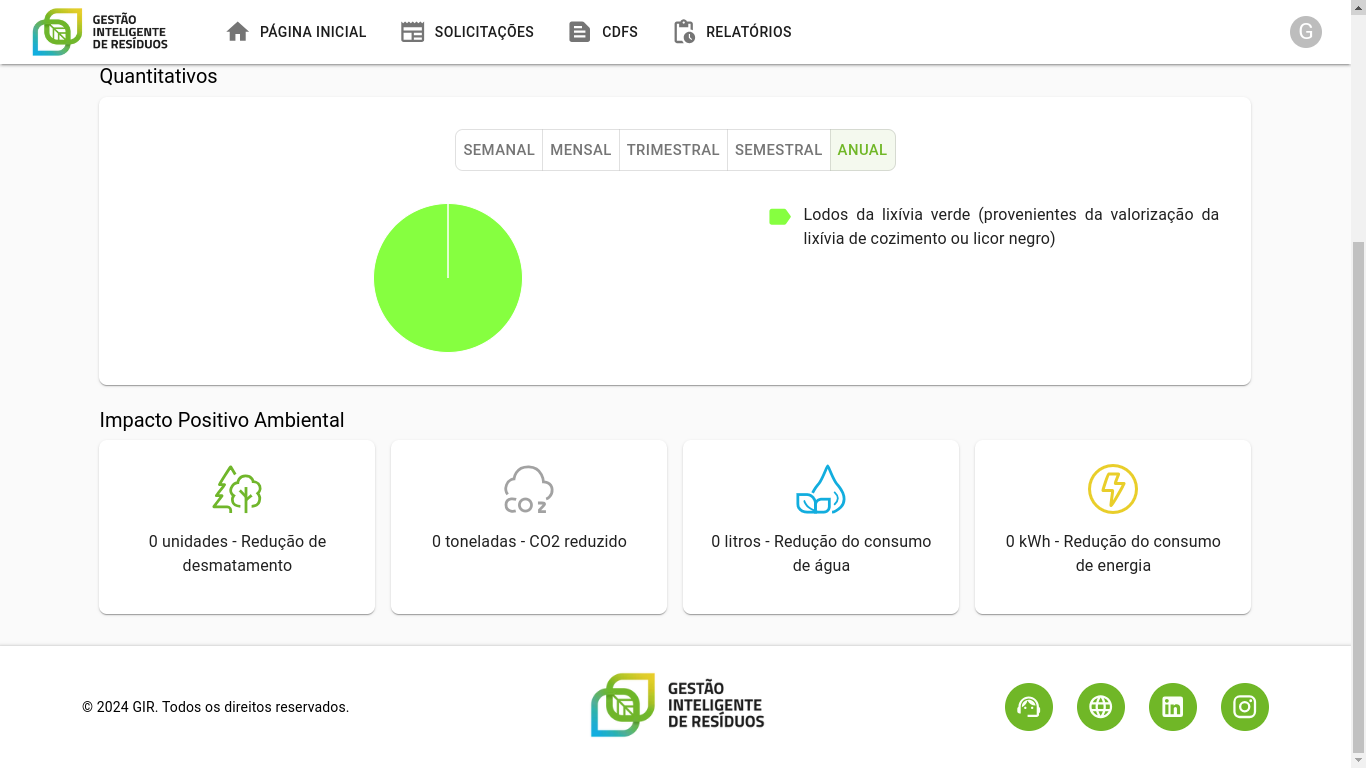 GESTÃO
INTELIGENTE
DE RESÍDUOS
PÁGINA INICIAL
SOLICITAÇÕES
CDFS
RELATÓRIOS
G
Quantitativos
SEMANAL
MENSAL
TRIMESTRAL
SEMESTRAL
ANUAL
Lodos da lixívia verde (provenientes da valorização da
lixívia de cozimento ou licor negro)
Impacto Positivo Ambiental
CO2
0 unidades - Redução de
desmatamento
0 toneladas - CO2 reduzido
0 litros - Redução do consumo
de água
0 kWh - Redução do consumo
de energia
© 2024 GIR. Todos os direitos reservados.
GESTÃO
INTELIGENTE
DE RESÍDUOS
in